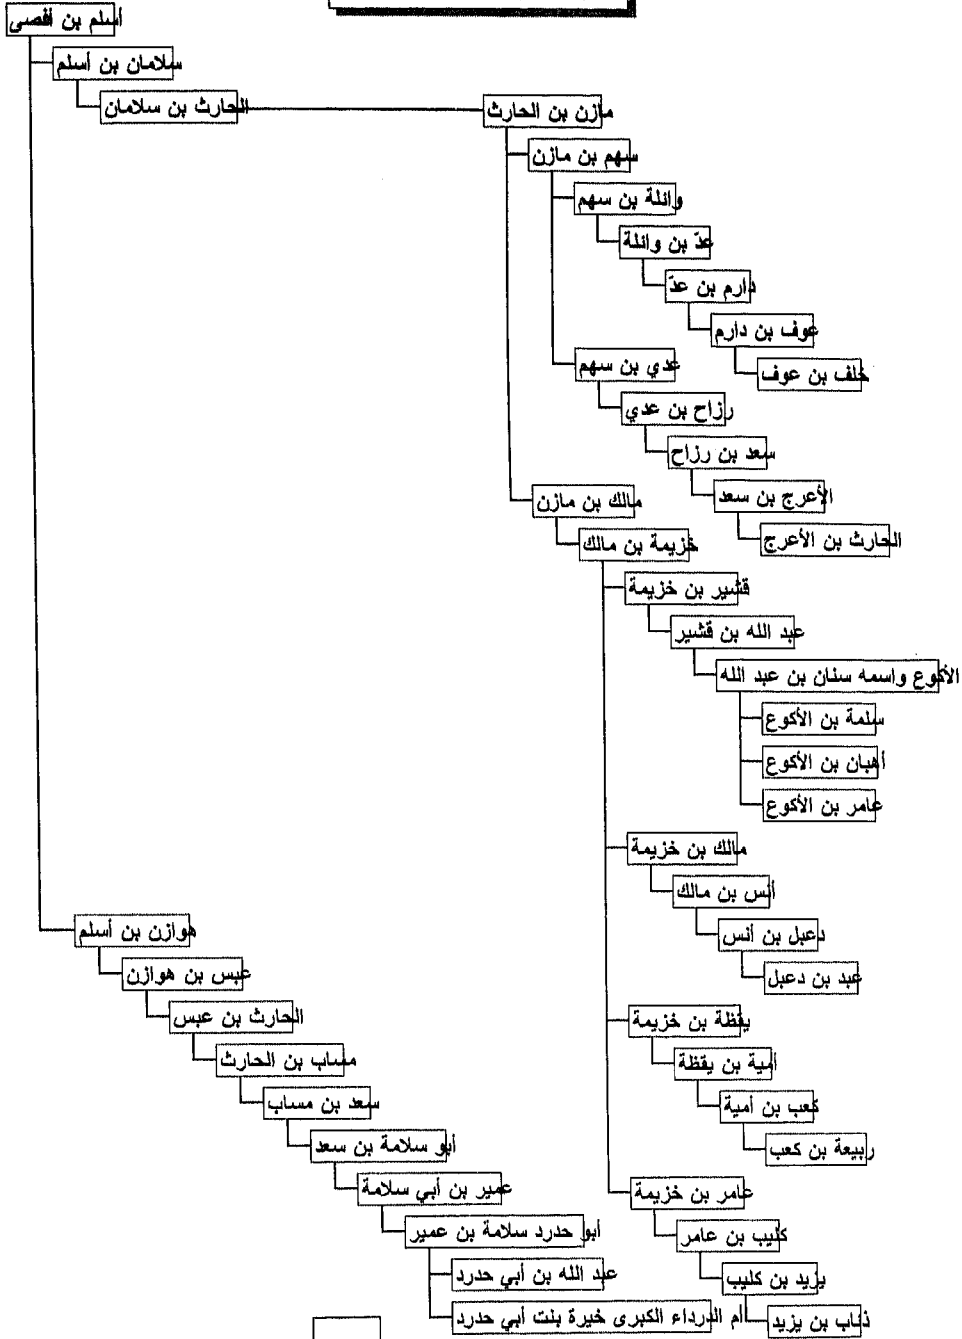 أسلم بن أفصى
سلامان بن أسلم
الحارث بن سلامان
مازن بن الحارث
سهم بن مازن
وائلة بن سهم
عدّ بن وائلة
دارم بن عدّ
عوف بن دارم
خلف بن عوف
عدي بن سهم
رزاح بن عدي
سعد بن رزاح
الأعرج بن سعد
الحارث بن الأعرج
مالك بن مازن
خزيمة بن مالك
قشير بن خزيمة
عبد الله بن قشير
الأكوع واسمه سنان بن عبد الله
سلمة بن الأكوع
أهبان بن الأكوع
عامر بن الأكوع
مالك بن خزيمة
أنس بن مالك
دعبل بن أنس
عبد بن دعبل
يقظة بن خزيمة
أمية بن يقظة
كعب بن أمية
ربيعة بن كعب
عامر بن خزيمة
كليب بن عامر
يزيد بن كليب
ذئاب بن يزيد
هوازن بن أسلم
عبس بن هوازن
الحارث بن عبس
مساب بن الحارث
سعد بن مساب
أبو سلامة بن سعد
عمير بن أبي سلامة
أبو حدرد سلامة بن عمير
عبد الله بن أبي حدرد
أم الدرداء الكبرى خيرة بنت أبي حدرد